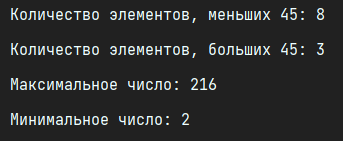 Количество элементов, меньших 45: 8
Количество элементов, больших 45: 3
Максимальное число: 216
Минимальное число: 2